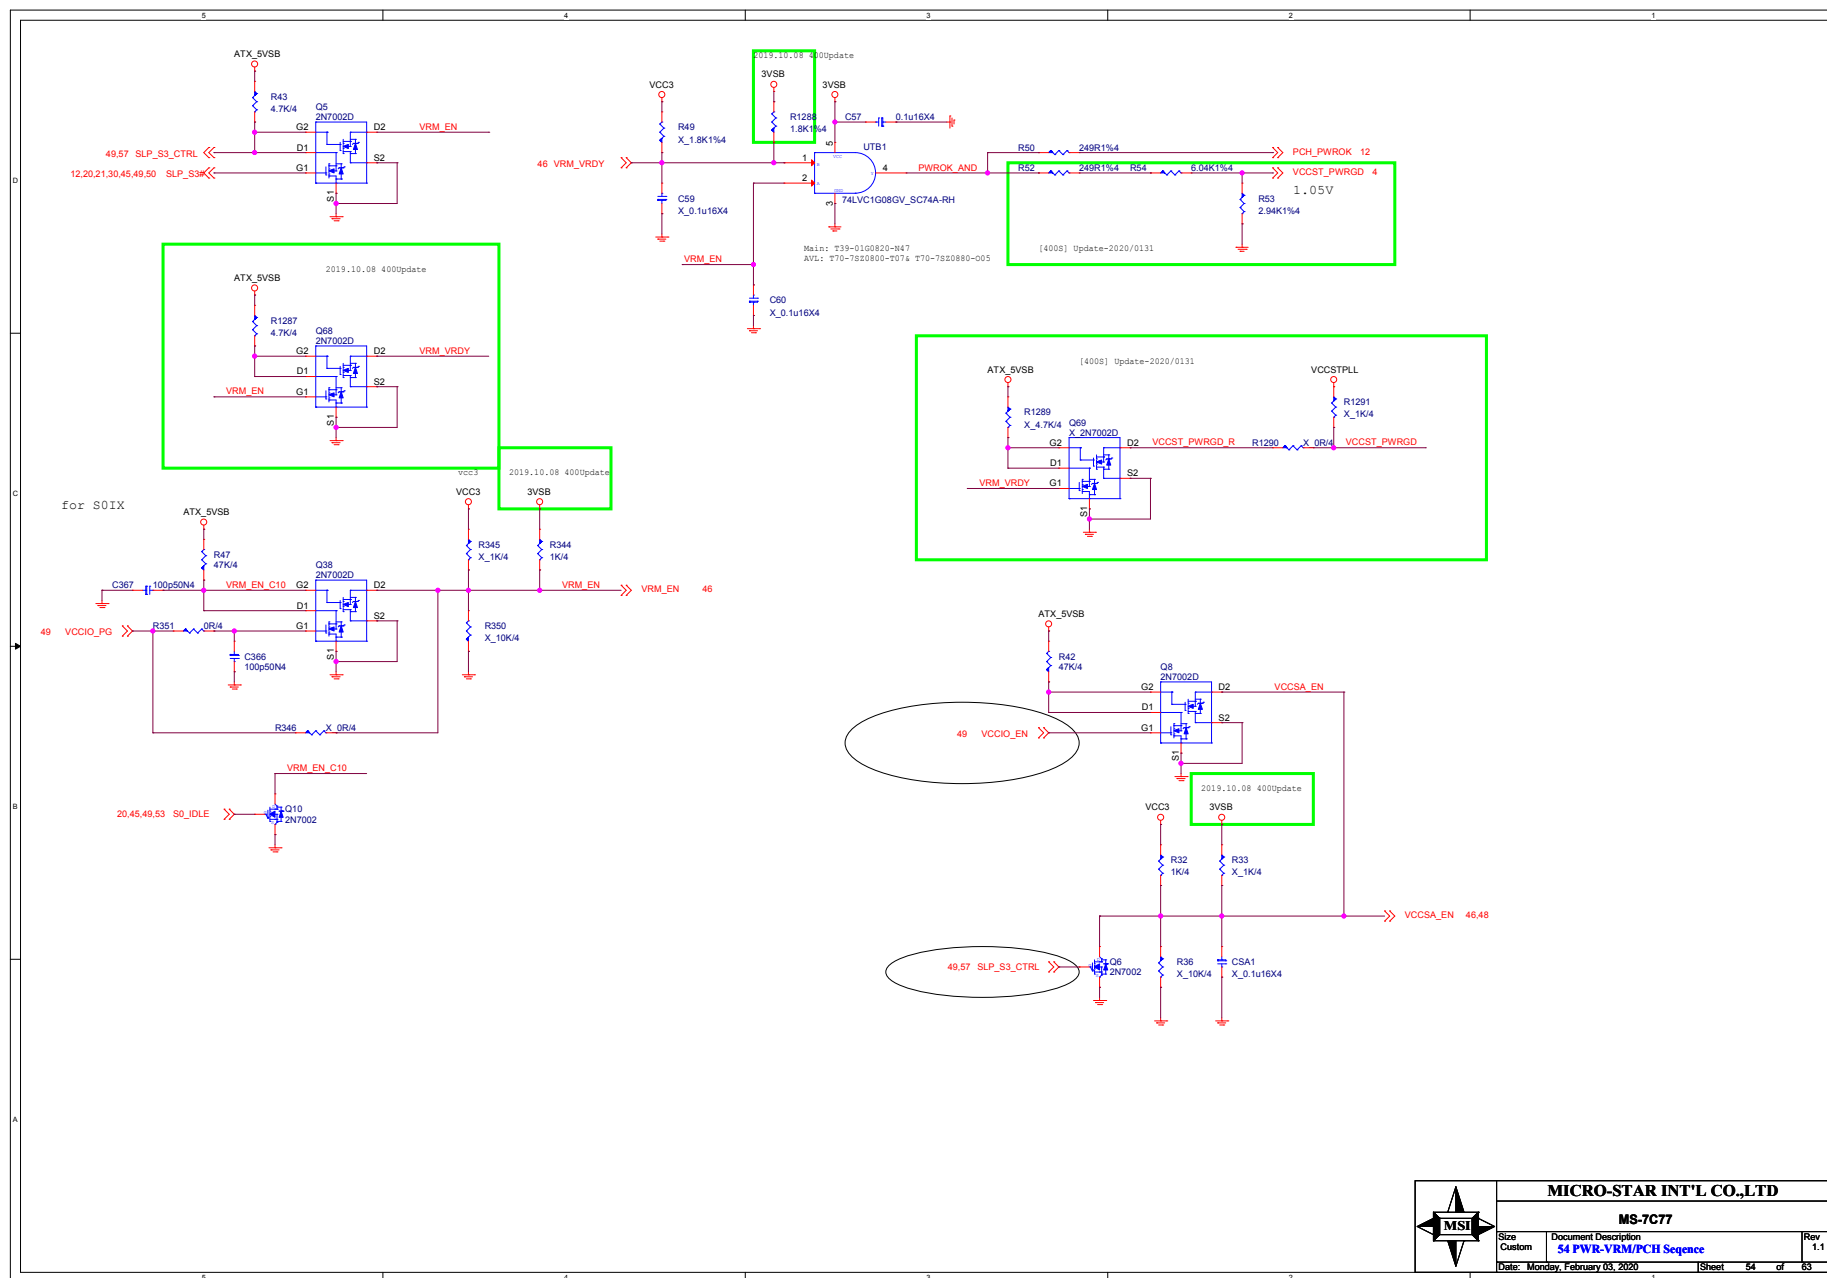 5 4 3 2 1
D
C
B
A
ATX_5VSB
R43
4.7K/4
Q5
2N7002D
G2
D1
G1
D2
S2
S1
VRM_EN
49,57 SLP_S3_CTRL
12,20,21,30,45,49,50 SLP_S3#
2019.10.08 400Update
3VSB
R1288
1.8K1%4
VCC3
R49
X_1.8K1%4
46 VRM_VRDY
C59
X_0.1u16X4
3VSB
C57
0.1u16X4
UTB1
5
VCC
1
2
4
3
74LVC1G08GV_SC74A-RH
PWROK_AND
VRM_EN
C60
X_0.1u16X4
Main: T39-01G0820-N47
AVL: T70-7SZ0800-T07& T70-7SZ0880-O05
R50
249R1%4
PCH_PWROK 12
R52
249R1%4
R54
6.04K1%4
VCCST_PWRGD 4
1.05V
R53
2.94K1%4
[400S] Update-2020/0131
2019.10.08 400Update
ATX_5VSB
R1287
4.7K/4
Q68
2N7002D
G2
D1
G1
D2
S2
S1
VRM_VRDY
VRM_EN
[400S] Update-2020/0131
ATX_5VSB
R1289
X_4.7K/4
Q69
X_2N7002D
G2
D1
G1
D2
S2
S1
VRM_VRDY
VCCST_PWRGD_R
R1290
X_0R/4
VCCSTPLL
R1291
X_1K/4
VCCST_PWRGD
for S0IX
ATX_5VSB
R47
47K/4
C367
100p50N4
VRM_EN_C10
Q38
2N7002D
G2
D1
G1
D2
S2
S1
49 VCCIO_PG
R351
0R/4
C366
100p50N4
R346
X_0R/4
vcc3
VCC3
R345
X_1K/4
2019.10.08 400Update
3VSB
R344
1K/4
R350
X_10K/4
VRM_EN
VRM_EN 46
VRM_EN_C10
20,45,49,53 S0_IDLE
Q10
2N7002
ATX_5VSB
R42
47K/4
Q8
2N7002D
G2
D1
G1
D2
S2
S1
49 VCCIO_EN
VCCSA_EN
2019.10.08 400Update
VCC3
3VSB
R32
1K/4
R33
X_1K/4
VCCSA_EN 46,48
49,57 SLP_S3_CTRL
Q6
2N7002
R36
X_10K/4
CSA1
X_0.1u16X4
MSI
MICRO-STAR INT'L CO.,LTD
MS-7C77
Size
Custom
Document Description
54 PWR-VRM/PCH Seqence
Rev
1.1
Date: Monday, February 03, 2020
Sheet 54 of 63
5 4 3 2 1